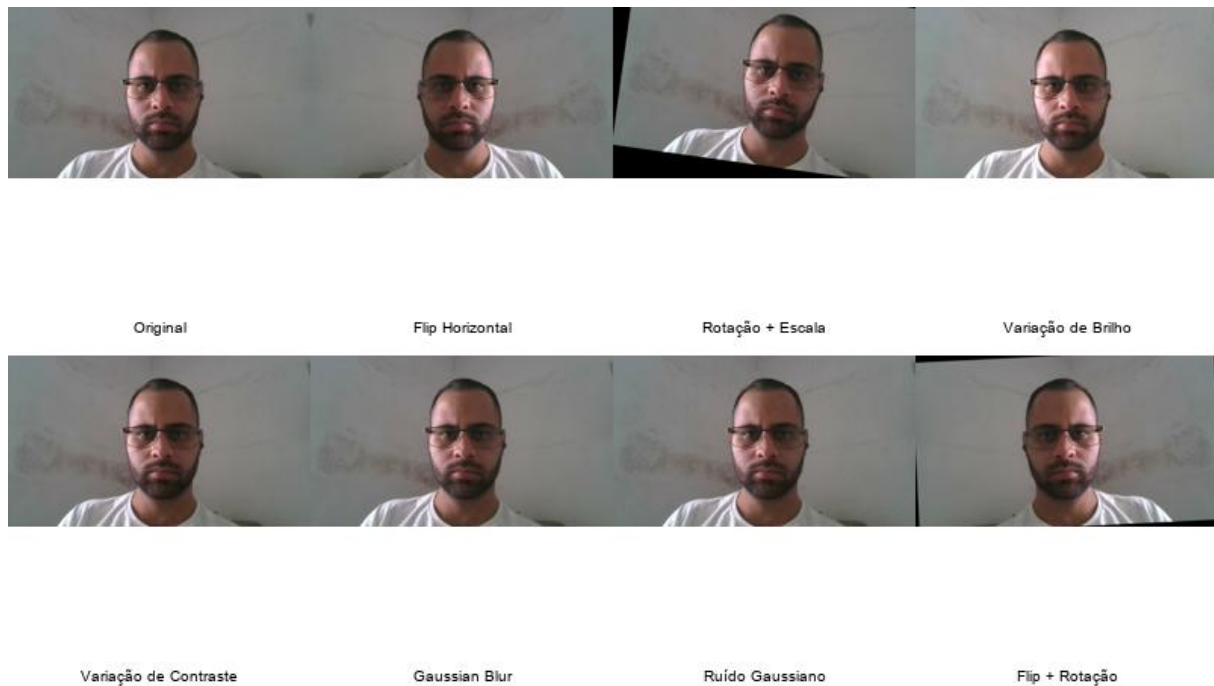 Original
Flip Horizontal
Rotação + Escala
Variação de Brilho
Variação de Contraste
Gaussian Blur
Ruído Gaussiano
Flip + Rotação